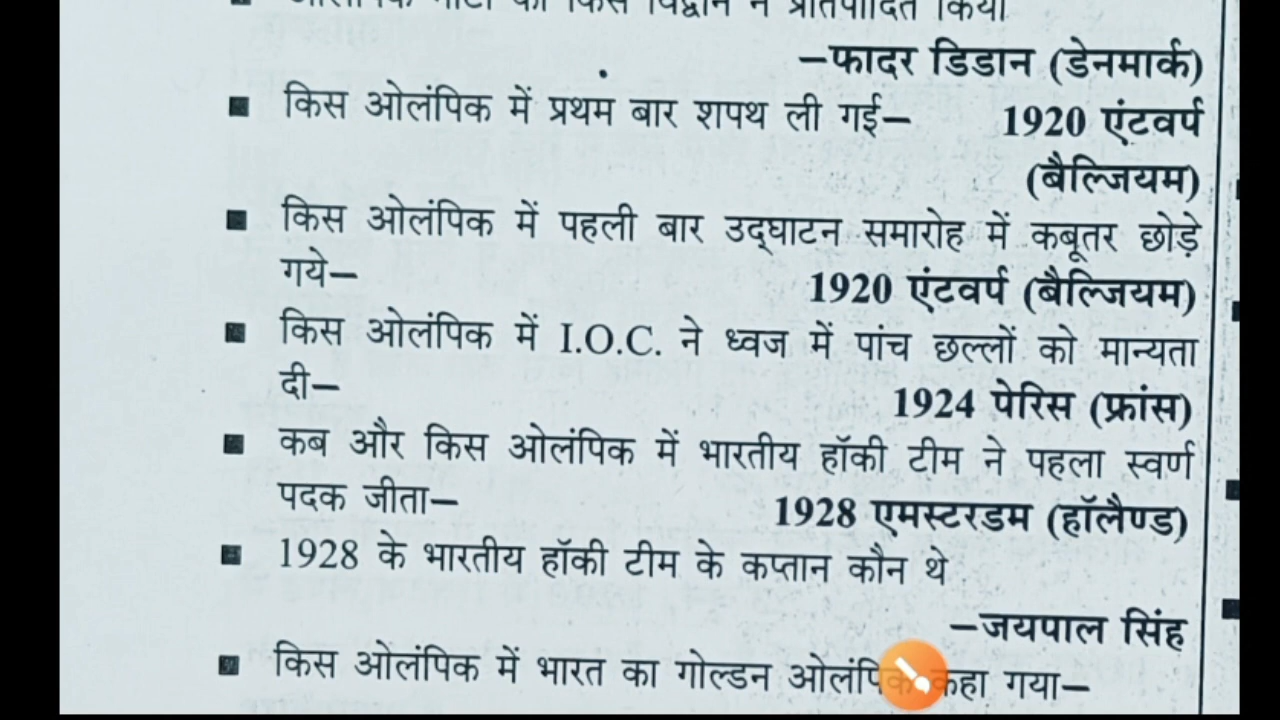 ओलंपिक मोटो को किस विद्वान ने प्रतिपादित किया
–फादर डिडान (डेनमार्क)
■ किस ओलंपिक में प्रथम बार शपथ ली गई– 1920 एंटवर्प
(बैल्जियम)
■ किस ओलंपिक में पहली बार उद्घाटन समारोह में कबूतर छोड़े
गये– 1920 एंटवर्प (बैल्जियम)
■ किस ओलंपिक में I.O.C. ने ध्वज में पांच छल्लों को मान्यता
दी– 1924 पेरिस (फ्रांस)
■ कब और किस ओलंपिक में भारतीय हॉकी टीम ने पहला स्वर्ण
पदक जीता– 1928 एमस्टरडम (हॉलैण्ड)
■ 1928 के भारतीय हॉकी टीम के कप्तान कौन थे
–जयपाल सिंह
■ किस ओलंपिक में भारत का गोल्डन ओलंपिक कहा गया–